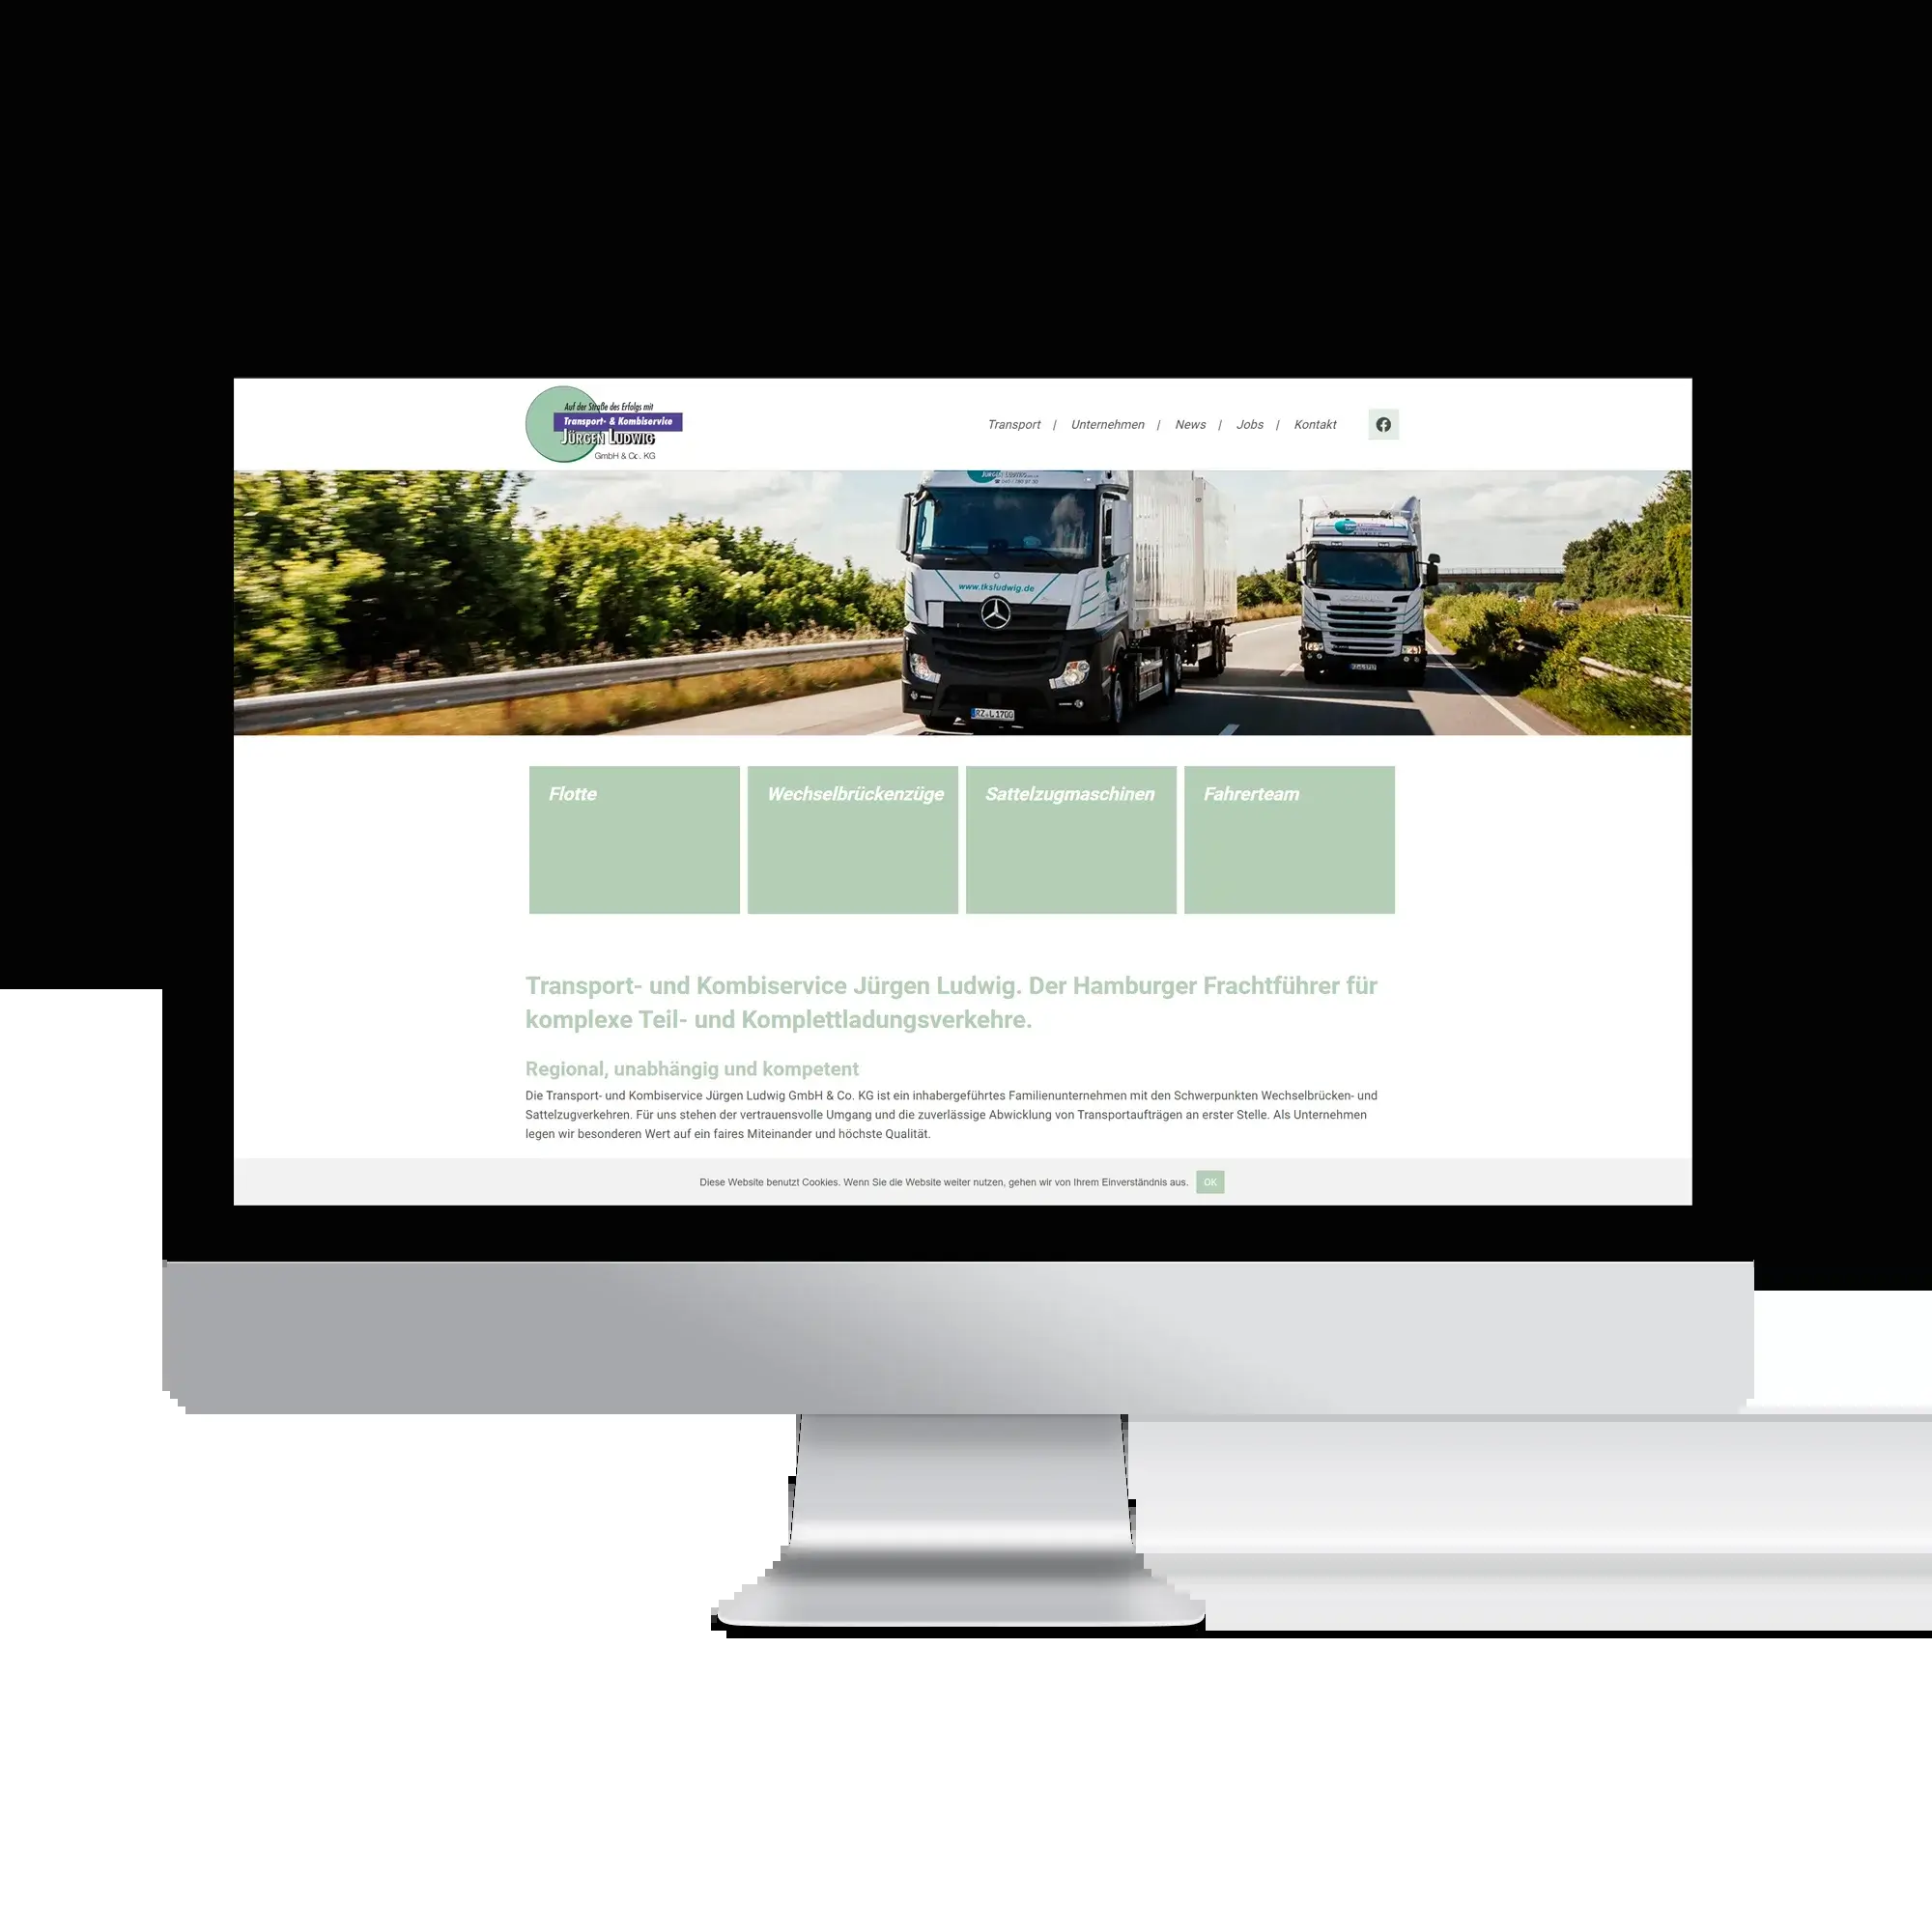 Auf der Straße des Erfolgs mit
Transport- & Kombiservice
JÜRGEN LUDWIG
GmbH & Co. KG
Transport | Unternehmen | News | Jobs | Kontakt
www.tksludwig.de
RZ-L 1700
Flotte
Wechselbrückenzüge
Sattelzugmaschinen
Fahrerteam
Transport- und Kombiservice Jürgen Ludwig. Der Hamburger Frachtführer für
komplexe Teil- und Komplettladungsverkehre.
Regional, unabhängig und kompetent
Die Transport- und Kombiservice Jürgen Ludwig GmbH & Co. KG ist ein inhabergeführtes Familienunternehmen mit den Schwerpunkten Wechselbrücken- und
Sattelzugverkehren. Für uns stehen der vertrauensvolle Umgang und die zuverlässige Abwicklung von Transportaufträgen an erster Stelle. Als Unternehmen
legen wir besonderen Wert auf ein faires Miteinander und höchste Qualität.
Diese Website benutzt Cookies. Wenn Sie die Website weiter nutzen, gehen wir von Ihrem Einverständnis aus. OK